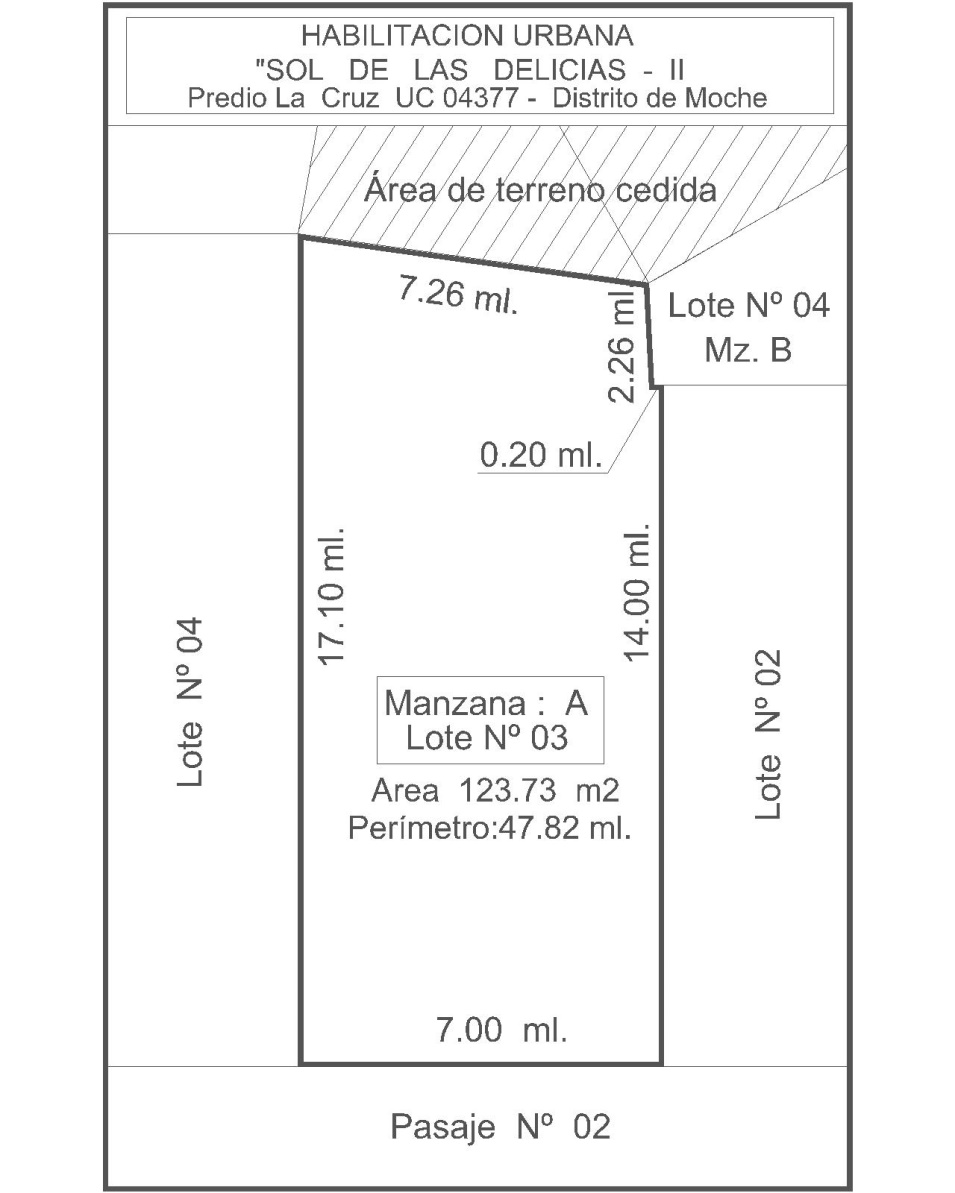 HABILITACION URBANA
"SOL DE LAS DELICIAS - II
Predio La Cruz UC 04377 - Distrito de Moche
Área de terreno cedida
7.26 ml.
2.26 ml
Lote Nº 04
Mz. B
0.20 ml.
17.10 ml.
14.00 ml.
Lote Nº 04
Manzana : A
Lote Nº 03
Area 123.73 m2
Perímetro:47.82 ml.
Lote Nº 02
7.00 ml.
Pasaje Nº 02